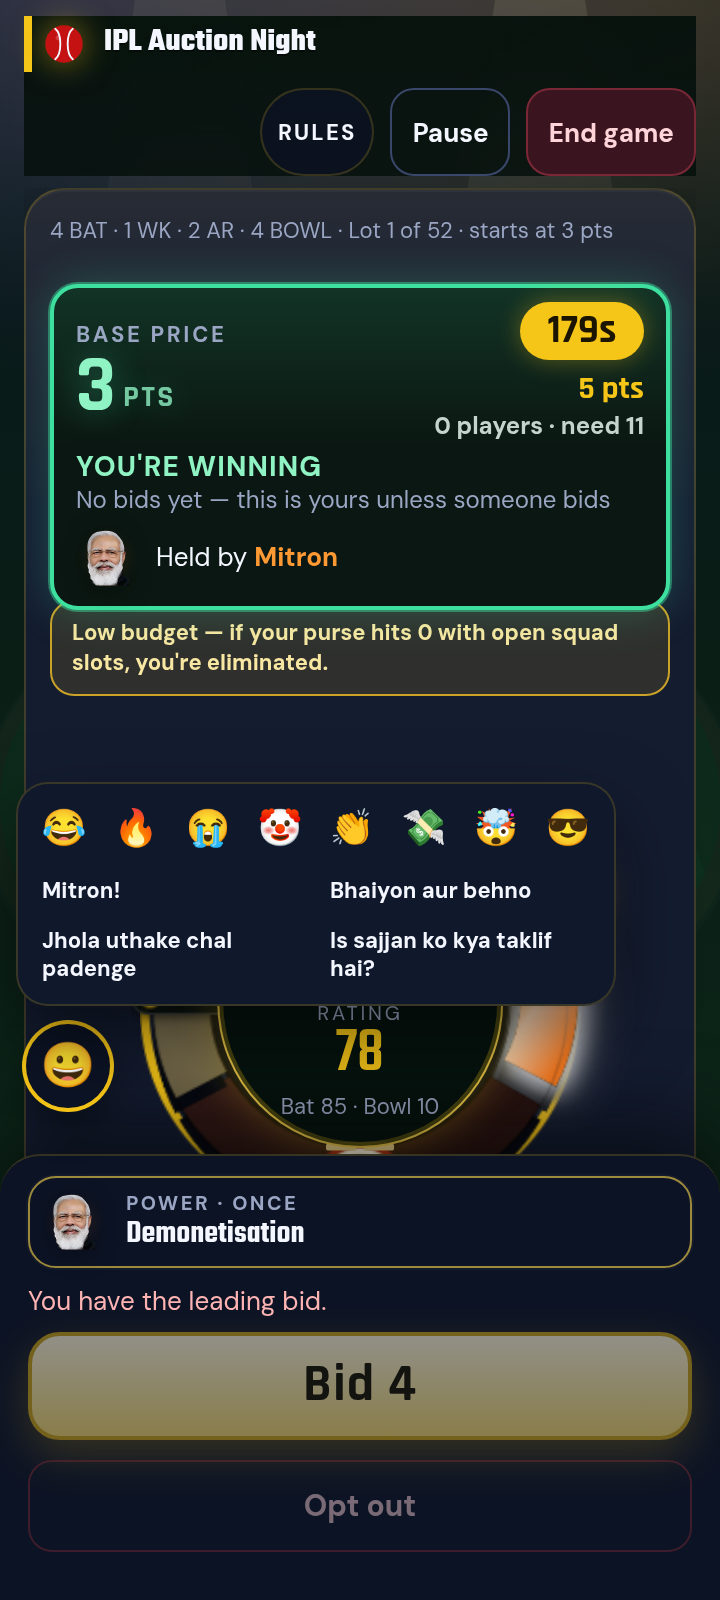 IPL Auction Night
RULES
Pause
End game
4 BAT · 1 WK · 2 AR · 4 BOWL · Lot 1 of 52 · starts at 3 pts
BASE PRICE
179s
3 PTS
5 pts
0 players · need 11
YOU'RE WINNING
No bids yet — this is yours unless someone bids
Held by Mitron
Low budget — if your purse hits 0 with open squad
slots, you're eliminated.
Mitron!
Bhaiyon aur behno
Jhola uthake chal
padenge
Is sajjan ko kya taklif
hai?
RATING
78
Bat 85 · Bowl 10
POWER · ONCE
Demonetisation
You have the leading bid.
Bid 4
Opt out